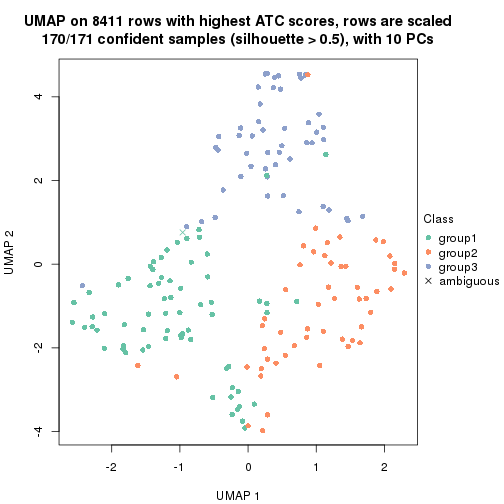 UMAP on 8411 rows with highest ATC scores, rows are scaled
170/171 confident samples (silhouette > 0.5), with 10 PCs
4
2
0
-2
-4
UMAP 2
-2
-1
0
1
2
UMAP 1
Class
group1
group2
group3
ambiguous